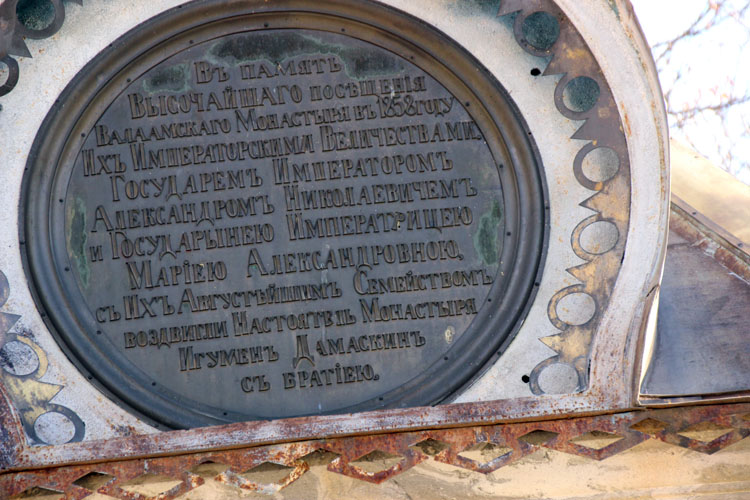 Въ память
Высочайшаго посѣщенія
Валаамскаго Монастыря въ 1858 году
Ихъ Императорскими Величествами:
Государемъ Императоромъ
Александромъ Николаевичемъ
и Государынею Императрицею
Маріею Александровною,
съ Ихъ Августѣйшимъ Семействомъ
воздвигли Настоятель Монастыря
Игуменъ Дамаскинъ
съ братіею.